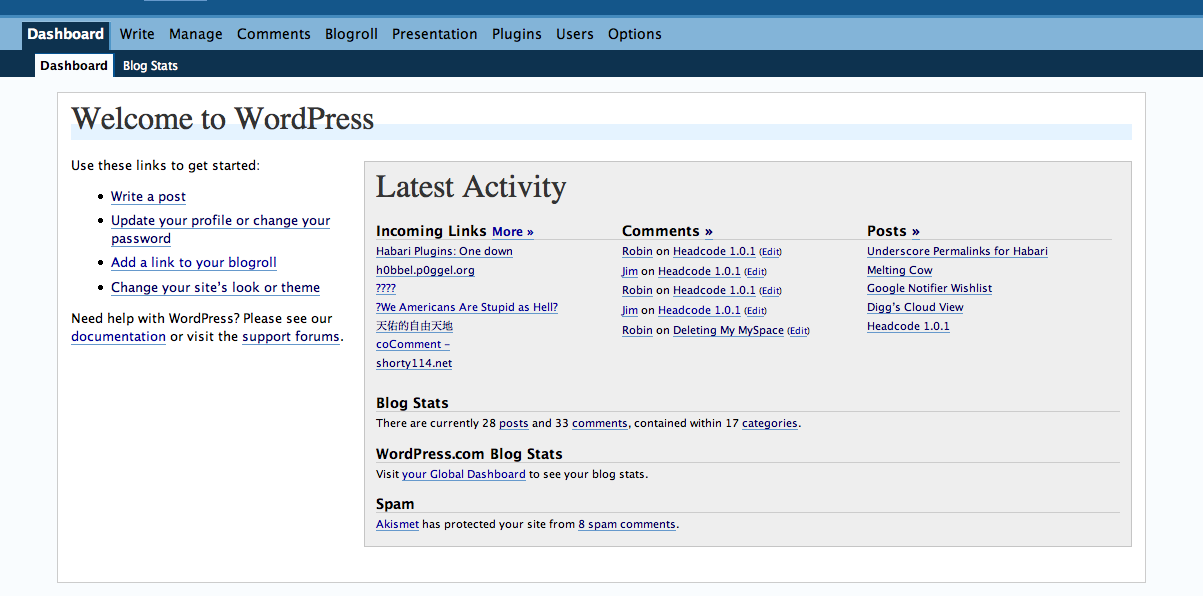 Dashboard Write Manage Comments Blogroll Presentation Plugins Users Options
Dashboard Blog Stats
Welcome to WordPress
Use these links to get started:
Write a post
Update your profile or change your
password
Add a link to your blogroll
Change your site's look or theme
Need help with WordPress? Please see our
documentation or visit the support forums.
Latest Activity
Incoming Links More »
Habari Plugins: One down
h0bbel.p0ggel.org
????
?We Americans Are Stupid as Hell?
天佑的自由天地
coComment –
shorty114.net
Comments »
Robin on Headcode 1.0.1 (Edit)
Jim on Headcode 1.0.1 (Edit)
Robin on Headcode 1.0.1 (Edit)
Jim on Headcode 1.0.1 (Edit)
Robin on Deleting My MySpace (Edit)
Posts »
Underscore Permalinks for Habari
Melting Cow
Google Notifier Wishlist
Digg's Cloud View
Headcode 1.0.1
Blog Stats
There are currently 28 posts and 33 comments, contained within 17 categories.
WordPress.com Blog Stats
Visit your Global Dashboard to see your blog stats.
Spam
Akismet has protected your site from 8 spam comments.